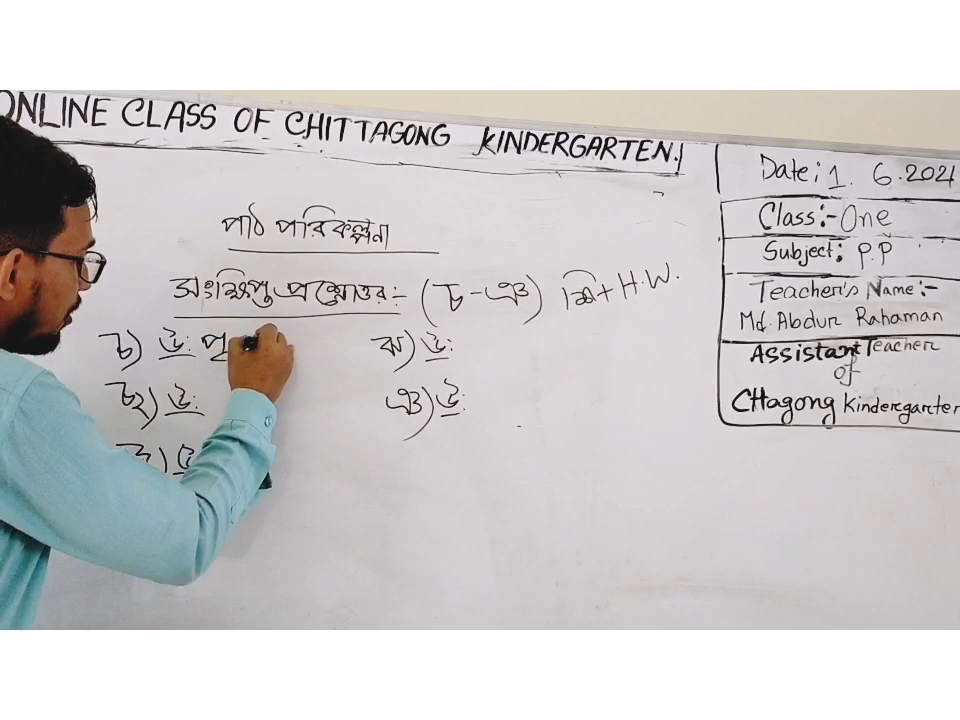 ONLINE CLASS OF CHITTAGONG KINDERGARTEN.
পাঠ পরিকল্পনা
সংক্ষিপ্ত প্রশ্নোত্তর:- (চ-ঞ) শি+ H.W.
চ) উ: পৃ
ছ) উ:
জ) উ
ঝ) উ:
ঞ) উ:
Date: 1. 6. 2021
Class:- One
Subject: P.P
Teacher's Name:-
Md. Abdur Rahaman
Assistant Teacher
of
CHtagong Kindergarten